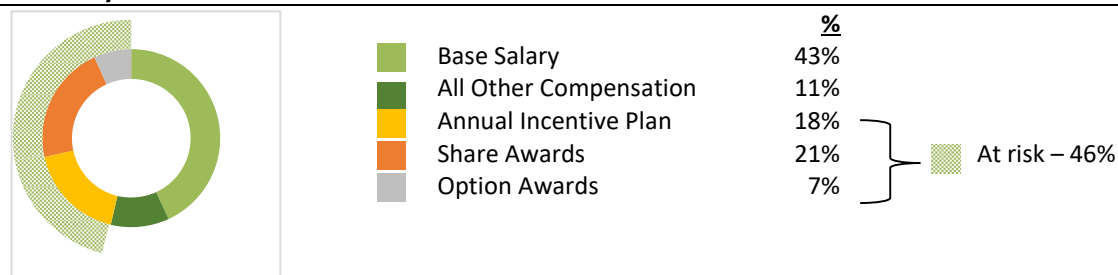 %
Base Salary 43%
All Other Compensation 11%
Annual Incentive Plan 18%
Share Awards 21% At risk – 46%
Option Awards 7%